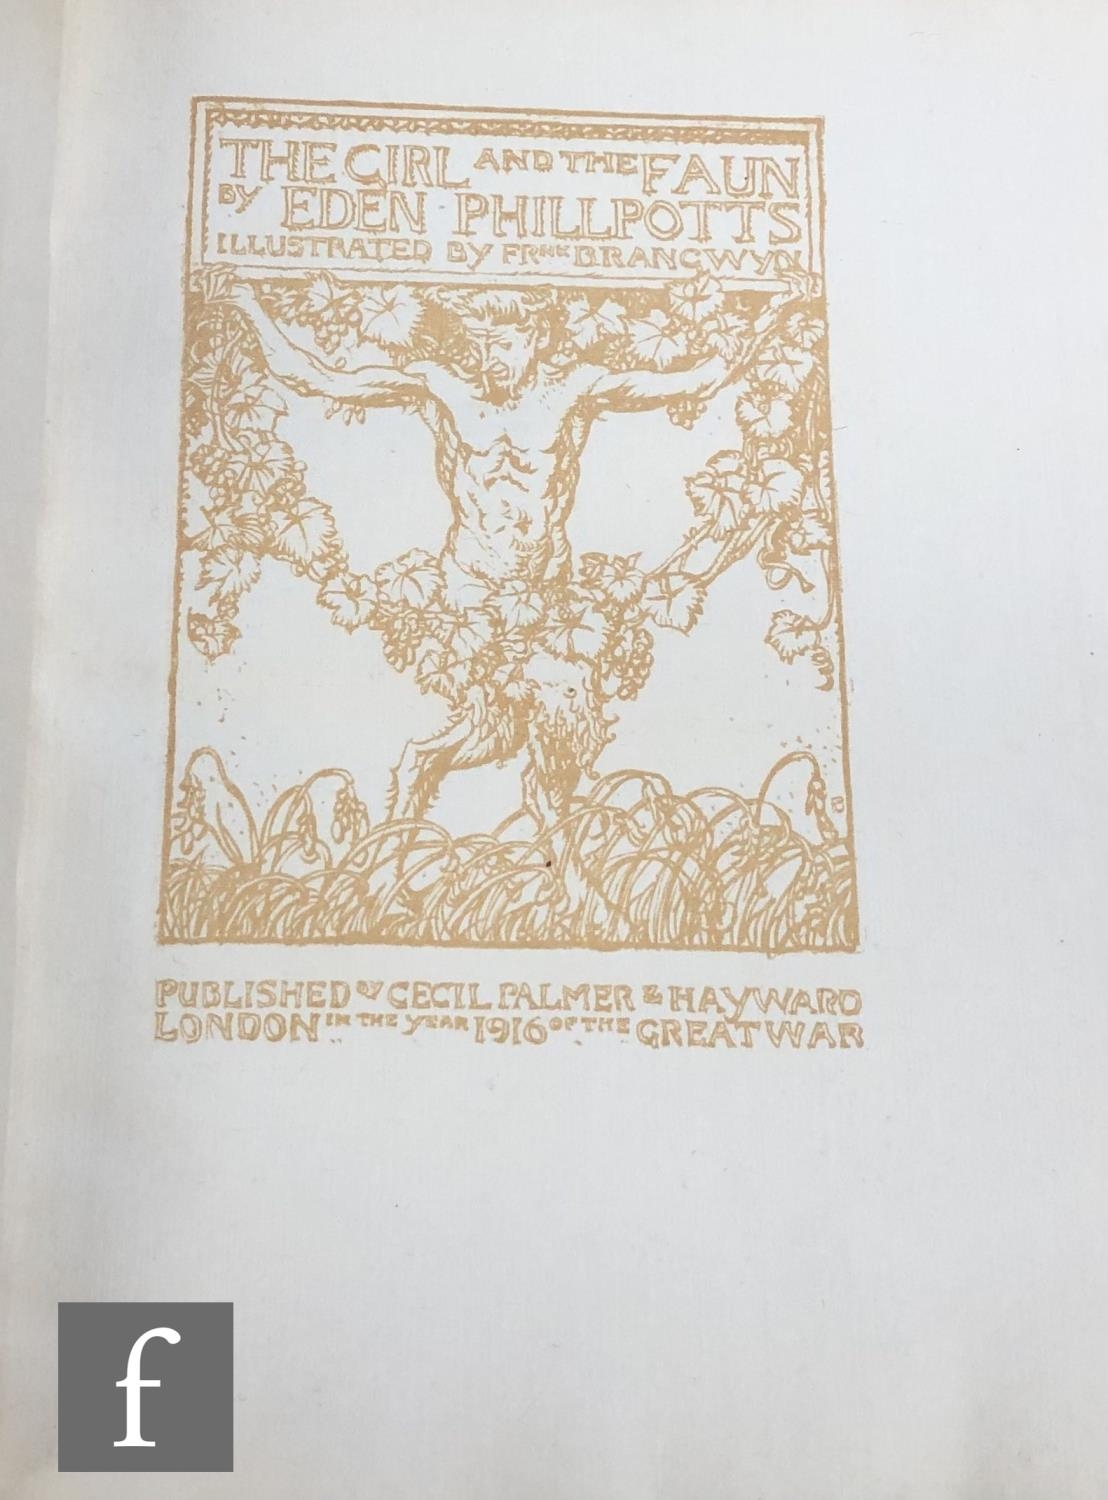 THE GIRL AND THE FAUN
BY EDEN PHILLPOTTS
ILLUSTRATED BY FRNK BRANGWYN
PUBLISHED BY CECIL PALMER & HAYWARD
LONDON IN THE YEAR 1916 OF THE GREAT WAR
f